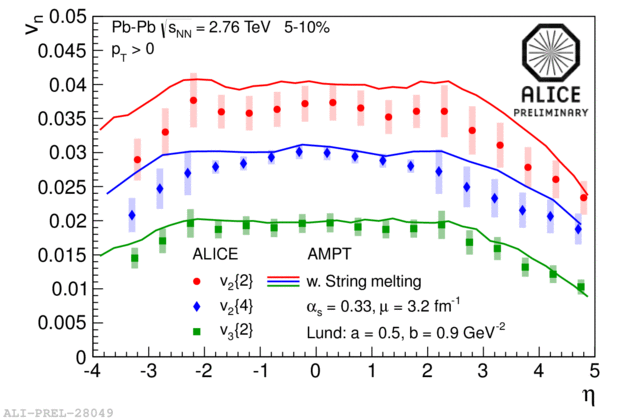 v_n
0.05
0.045
0.04
0.035
0.03
0.025
0.02
0.015
0.01
0.005
0
Pb-Pb √s_NN = 2.76 TeV 5-10%
p_T > 0
ALICE
PRELIMINARY
ALICE AMPT
v_2{2} w. String melting
v_2{4} α_s = 0.33, μ = 3.2 fm^-1
v_3{2} Lund: a = 0.5, b = 0.9 GeV^-2
-4 -3 -2 -1 0 1 2 3 4 5
η
ALI-PREL-28049